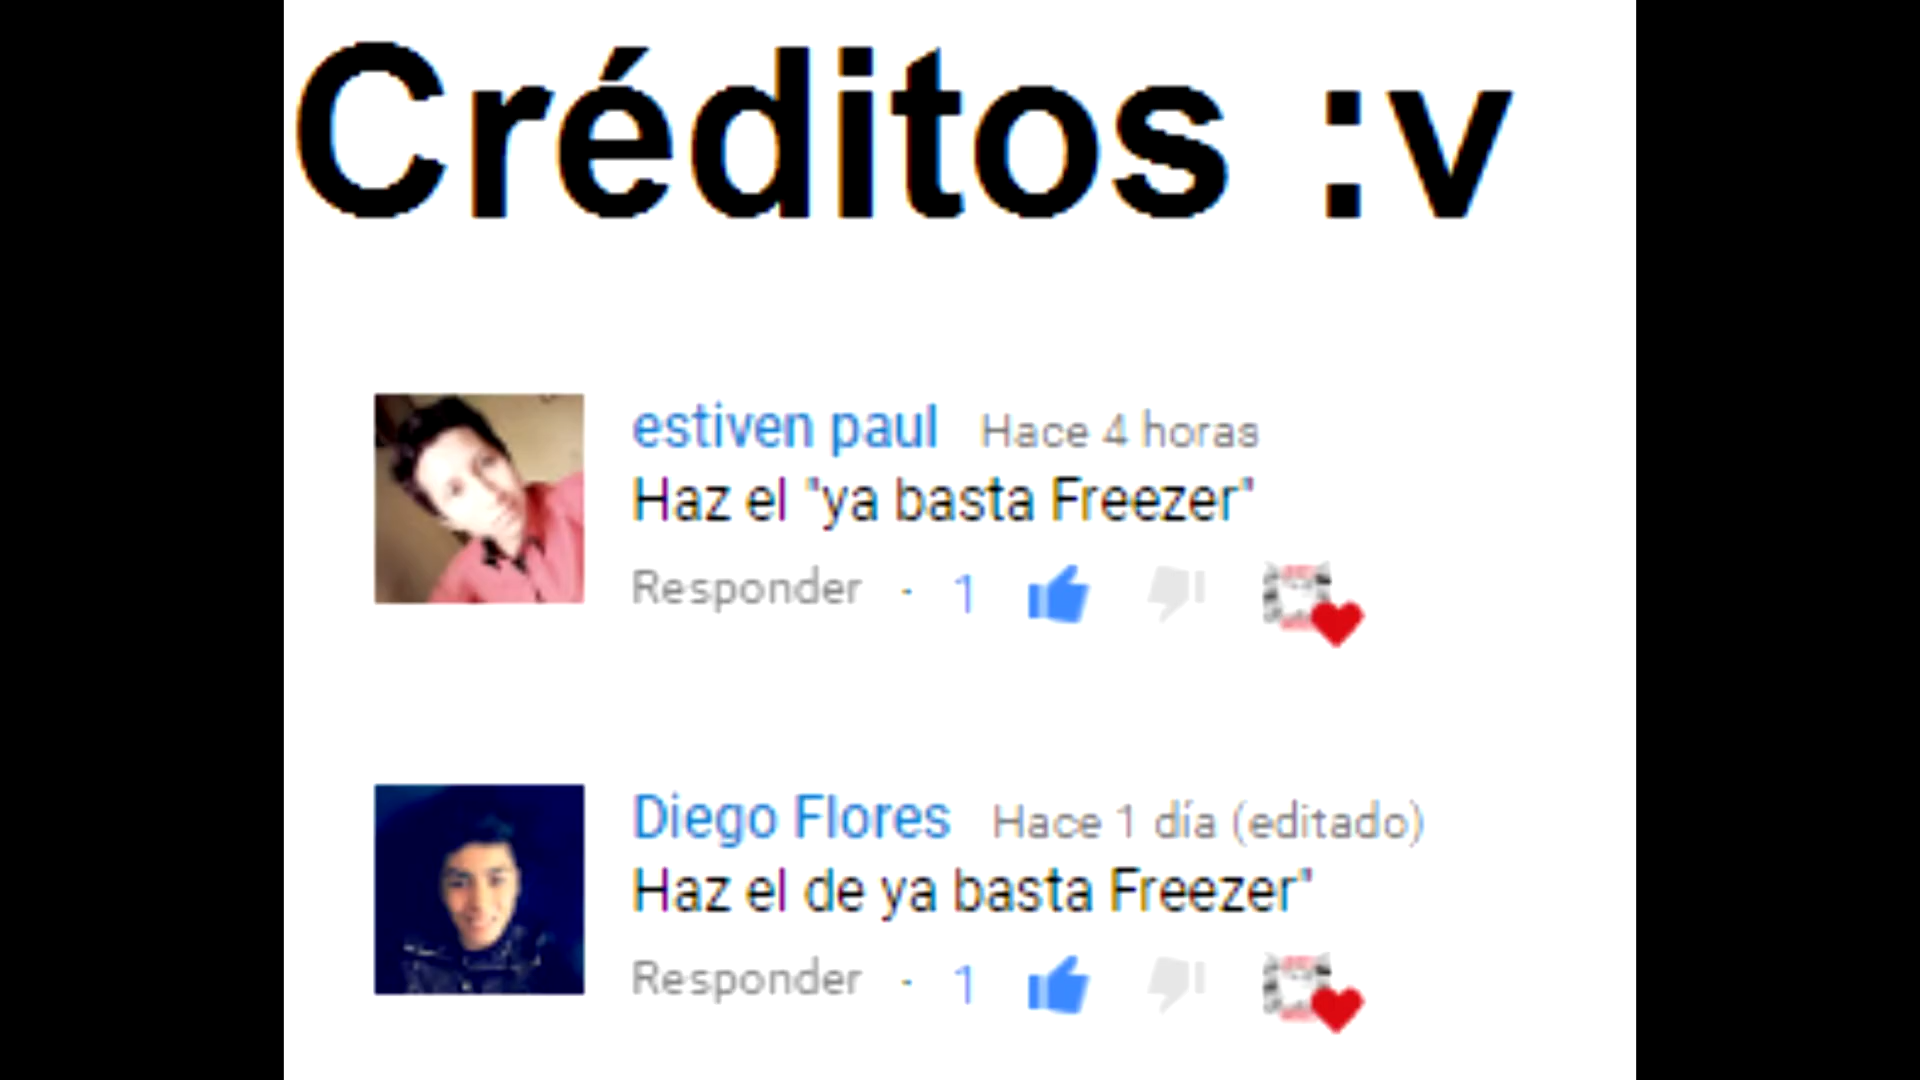 Créditos :v
estiven paul Hace 4 horas
Haz el "ya basta Freezer"
Responder · 1
Diego Flores Hace 1 día (editado)
Haz el de ya basta Freezer"
Responder · 1